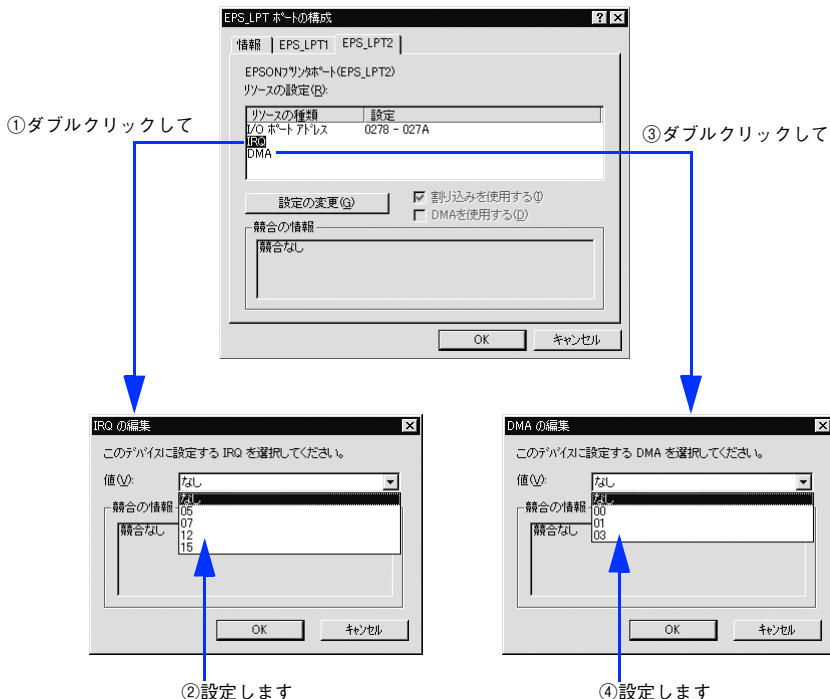 EPS_LPT ポートの構成
情報 EPS_LPT1 EPS_LPT2
EPSONプリンタポート(EPS_LPT2)
リソースの設定(R):
リソースの種類 設定
I/O ポート アドレス 0278 - 027A
IRQ
DMA
①ダブルクリックして
③ダブルクリックして
設定の変更(G)
割り込みを使用する(I)
DMAを使用する(D)
競合の情報
競合なし
OK キャンセル
IRQ の編集
このデバイスに設定する IRQ を選択してください。
値(V): なし
なし
05
07
12
15
競合の情報
競合なし
OK キャンセル
②設定します
DMA の編集
このデバイスに設定する DMA を選択してください。
値(V): なし
なし
00
01
03
競合の情報
競合なし
OK キャンセル
④設定します